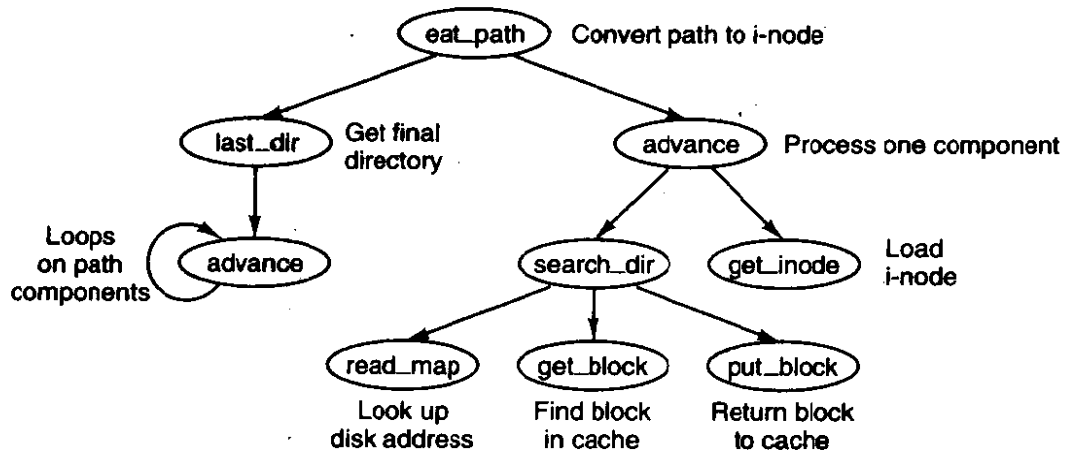 eat_path Convert path to i-node
last_dir
Get final
directory
advance Process one component
Loops
on path
components
advance
search_dir
get_inode
Load
i-node
read_map
get_block
put_block
Look up
disk address
Find block
in cache
Return block
to cache